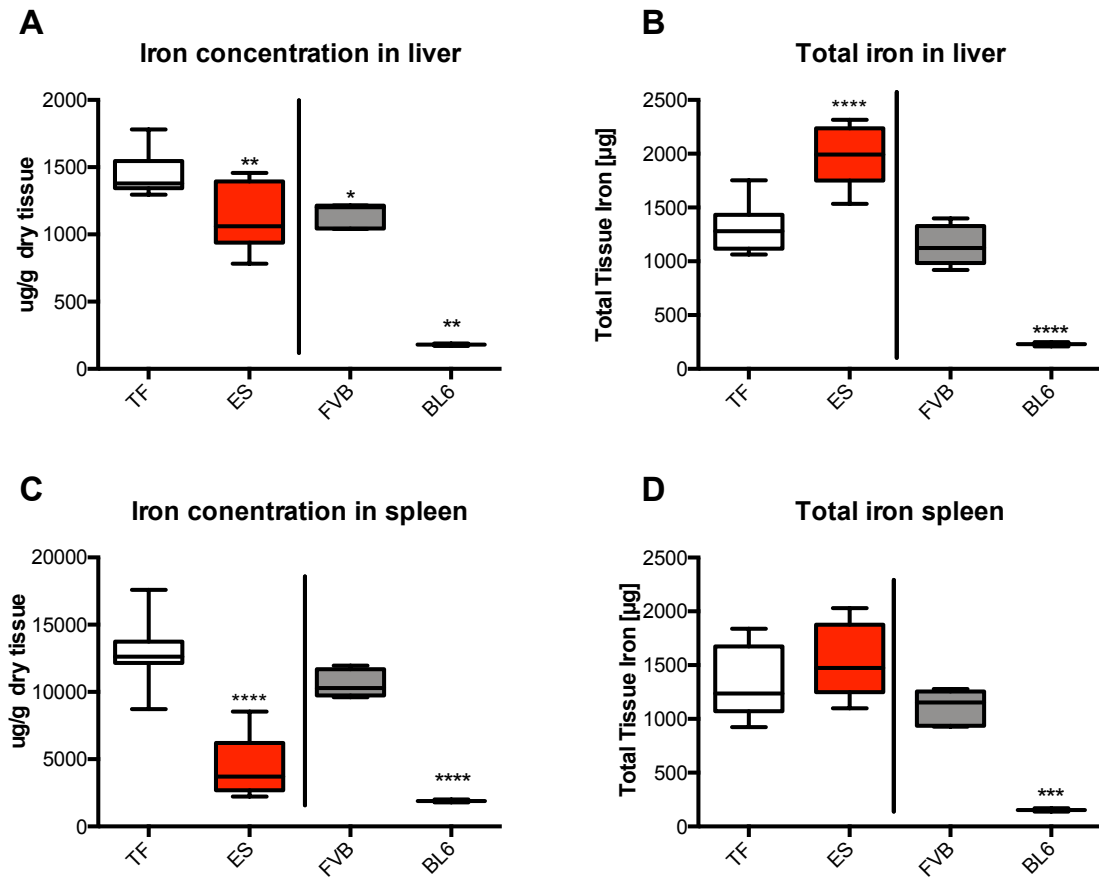 A
Iron concentration in liver
ug/g dry tissue
2000
1500
1000
500
0
**
*
**
TF
ES
FVB
BL6
B
Total iron in liver
Total Tissue Iron [µg]
2500
2000
1500
1000
500
0
****
****
TF
ES
FVB
BL6
C
Iron conentration in spleen
ug/g dry tissue
20000
15000
10000
5000
0
****
****
TF
ES
FVB
BL6
D
Total iron spleen
Total Tissue Iron [µg]
2500
2000
1500
1000
500
0
***
TF
ES
FVB
BL6